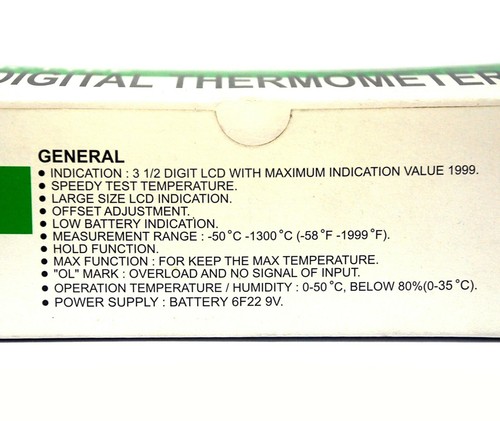 DIGITAL THERMOMETER
GENERAL
● INDICATION : 3 1/2 DIGIT LCD WITH MAXIMUM INDICATION VALUE 1999.
● SPEEDY TEST TEMPERATURE.
● LARGE SIZE LCD INDICATION.
● OFFSET ADJUSTMENT.
● LOW BATTERY INDICATION.
● MEASUREMENT RANGE : -50°C -1300°C (-58°F -1999°F).
● HOLD FUNCTION.
● MAX FUNCTION : FOR KEEP THE MAX TEMPERATURE.
● "OL" MARK : OVERLOAD AND NO SIGNAL OF INPUT.
● OPERATION TEMPERATURE / HUMIDITY : 0-50°C, BELOW 80%(0-35°C).
● POWER SUPPLY : BATTERY 6F22 9V.